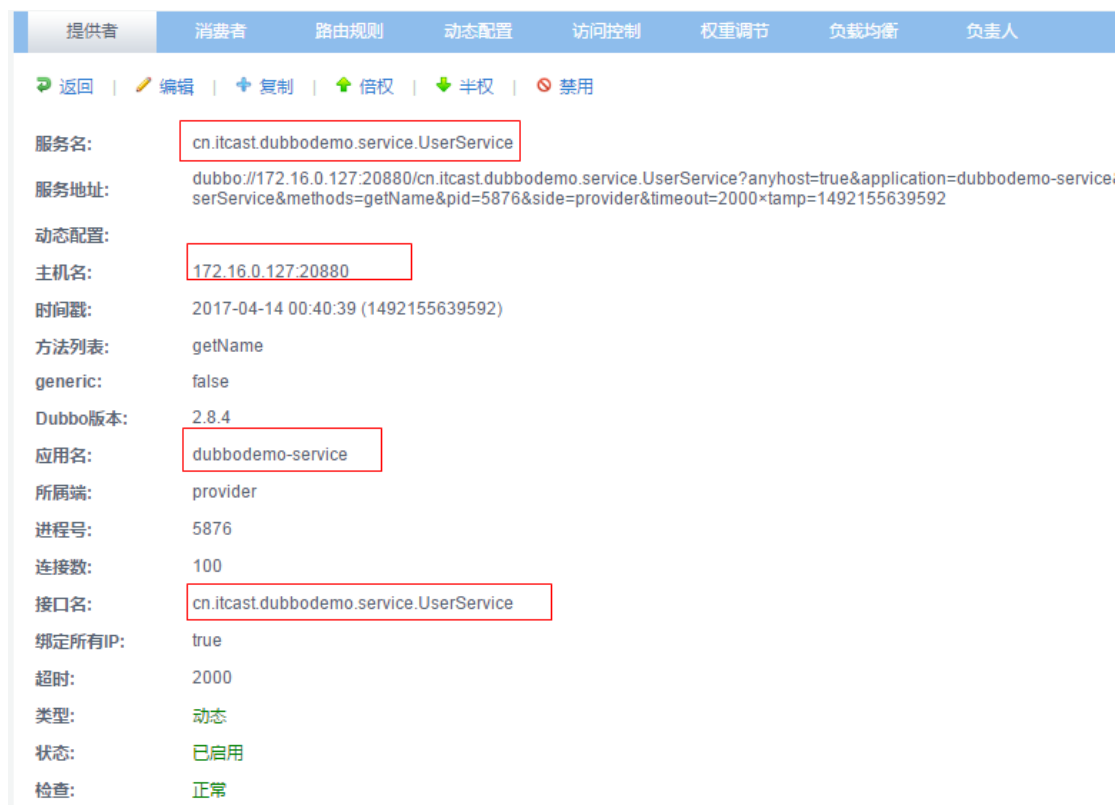 提供者 消费者 路由规则 动态配置 访问控制 权重调节 负载均衡 负责人
返回 | 编辑 | 复制 | 倍权 | 半权 | 禁用
服务名: cn.itcast.dubbodemo.service.UserService
服务地址: dubbo://172.16.0.127:20880/cn.itcast.dubbodemo.service.UserService?anyhost=true&application=dubbodemo-service&
serService&methods=getName&pid=5876&side=provider&timeout=2000×tamp=1492155639592
动态配置:
主机名: 172.16.0.127:20880
时间戳: 2017-04-14 00:40:39 (1492155639592)
方法列表: getName
generic: false
Dubbo版本: 2.8.4
应用名: dubbodemo-service
所属端: provider
进程号: 5876
连接数: 100
接口名: cn.itcast.dubbodemo.service.UserService
绑定所有IP: true
超时: 2000
类型: 动态
状态: 已启用
检查: 正常